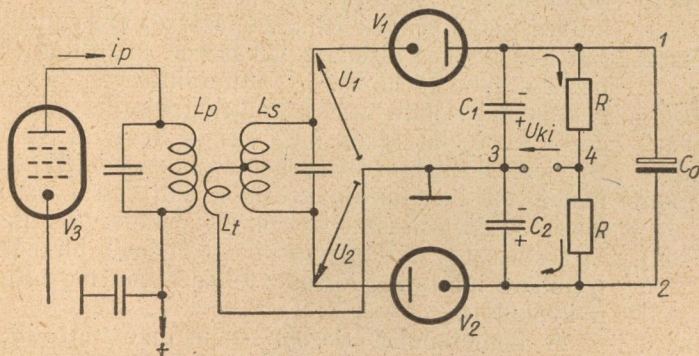 V1
1
ip
U1
Lp
Ls
C1
-
+
R
Uki
3
4
C0
V3
Lt
U2
C2
-
+
R
2
V2
+